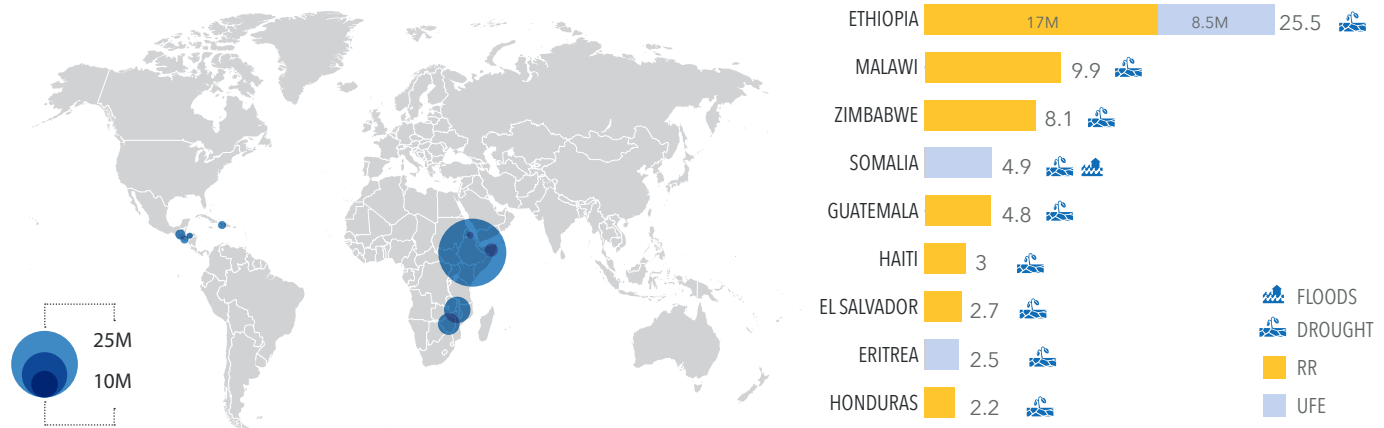 25M
10M
ETHIOPIA 17M 8.5M 25.5
MALAWI 9.9
ZIMBABWE 8.1
SOMALIA 4.9
GUATEMALA 4.8
HAITI 3
EL SALVADOR 2.7
ERITREA 2.5
HONDURAS 2.2
FLOODS
DROUGHT
RR
UFE